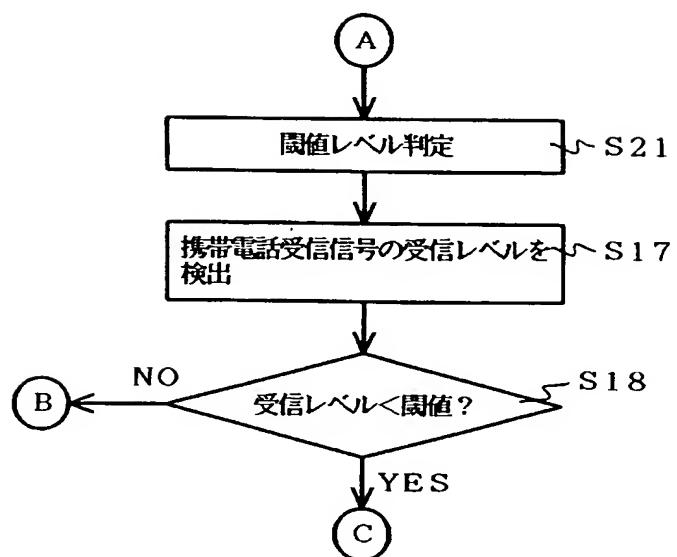 A
閾値レベル判定
S21
携帯電話受信信号の受信レベルを
検出
S17
受信レベル<閾値?
S18
NO
B
YES
C